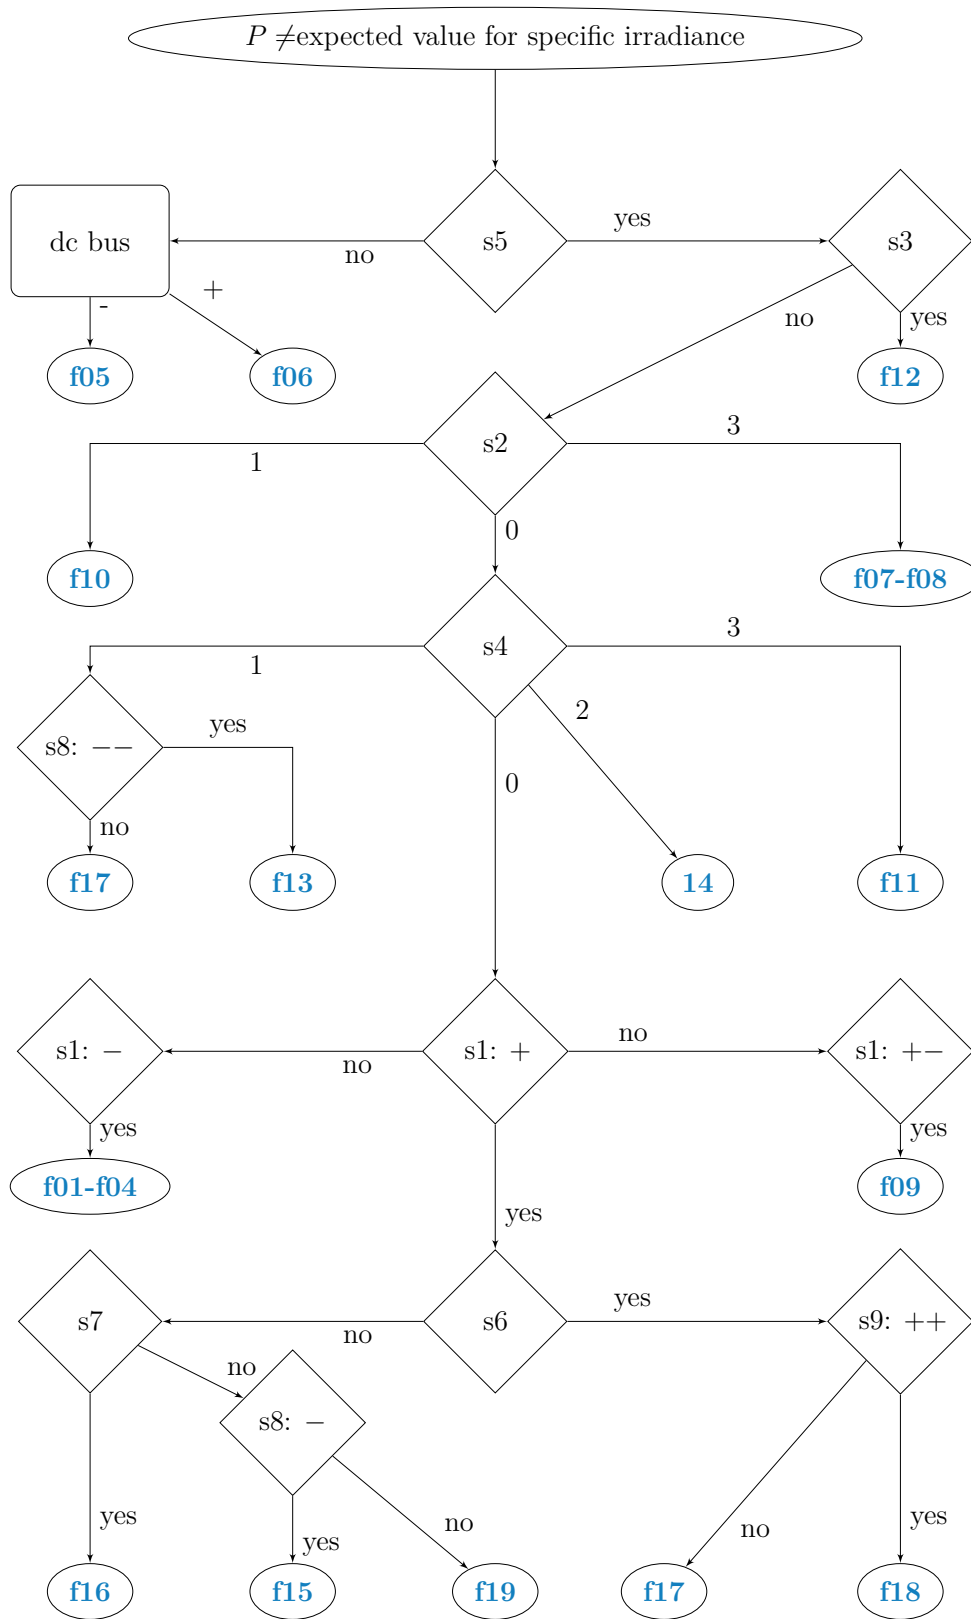 P ≠expected value for specific irradiance
dc bus
s5
s3
no
yes
-
+
no
yes
f05
f06
f12
s2
1
3
0
f10
f07-f08
s4
1
3
2
s8: −−
yes
0
no
f17
f13
14
f11
s1: −
s1: +
s1: +−
no
no
yes
yes
f01-f04
f09
yes
s7
s6
s9: ++
no
yes
no
s8: −
yes
yes
no
no
yes
f16
f15
f19
f17
f18